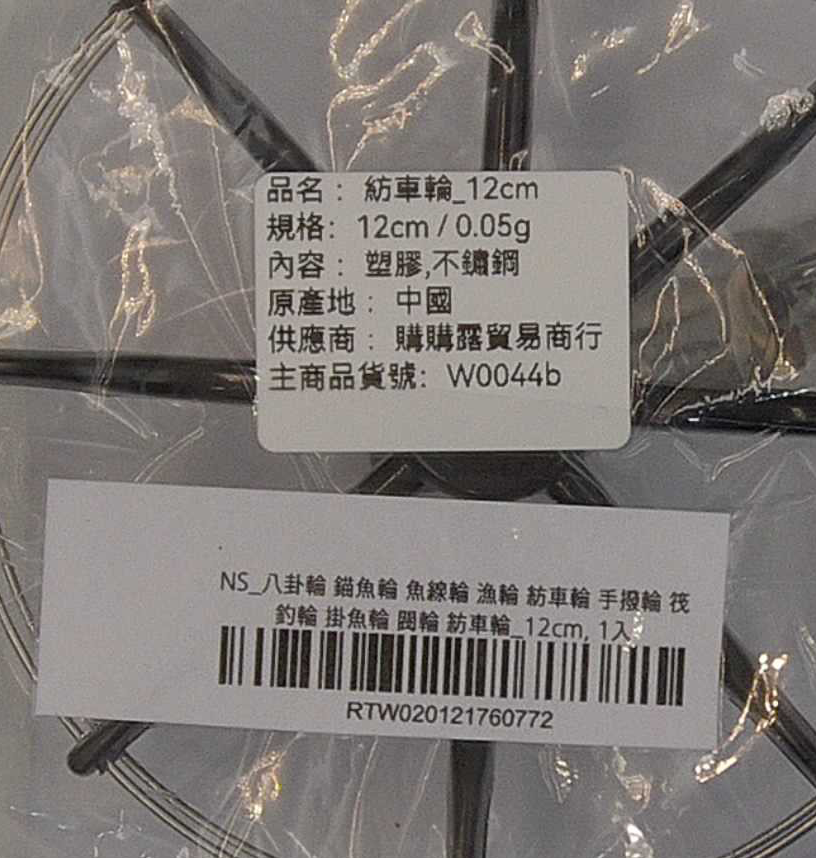 品名： 紡車輪_12cm
規格： 12cm / 0.05g
內容： 塑膠,不鏽鋼
原產地： 中國
供應商： 購購露貿易商行
主商品貨號： W0044b
NS_八卦輪 錨魚輪 魚線輪 漁輪 紡車輪 手撥輪 筏
釣輪 掛魚輪 閥輪 紡車輪_12cm, 1入
RTW020121760772